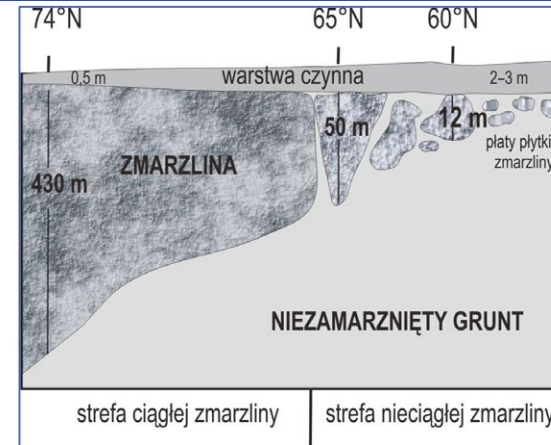 74°N 65°N 60°N
0,5 m warstwa czynna 2–3 m
50 m 12 m
płaty płytki
zmarzliny
ZMARZLINA
430 m
NIEZAMARZNIĘTY GRUNT
strefa ciągłej zmarzliny strefa nieciągłej zmarzliny